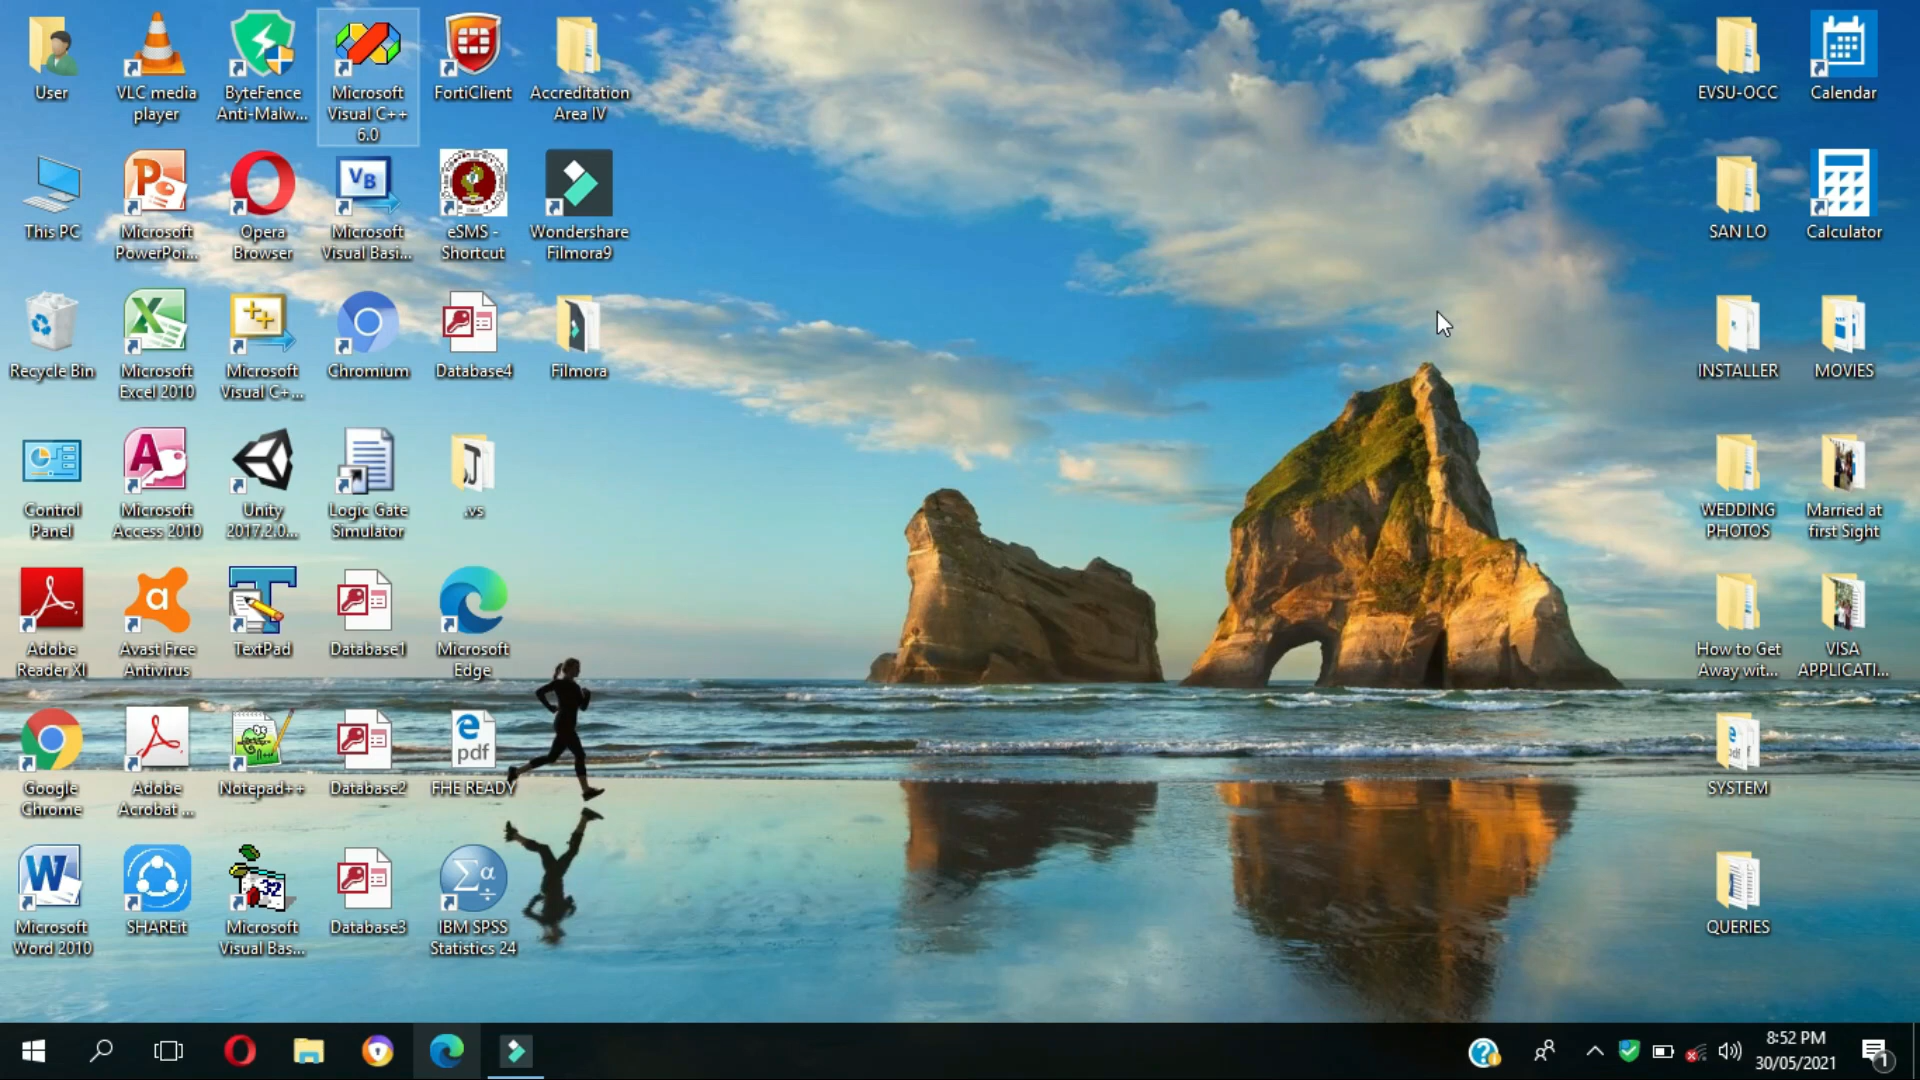 User
VLC media
player
ByteFence
Anti-Malw...
Microsoft
Visual C++
6.0
FortiClient
Accreditation
Area IV
EVSU-OCC
Calendar
This PC
Microsoft
PowerPoi...
Opera
Browser
Microsoft
Visual Basi...
eSMS -
Shortcut
Wondershare
Filmora9
SAN LO
Calculator
Recycle Bin
Microsoft
Excel 2010
Microsoft
Visual C+...
Chromium
Database4
Filmora
INSTALLER
MOVIES
Control
Panel
Microsoft
Access 2010
Unity
2017.2.0...
Logic Gate
Simulator
.vs
WEDDING
PHOTOS
Married at
first Sight
Adobe
Reader XI
Avast Free
Antivirus
TextPad
Database1
Microsoft
Edge
How to Get
Away wit...
VISA
APPLICATI...
Google
Chrome
Adobe
Acrobat ...
Notepad++
Database2
pdf
FHE READY
SYSTEM
Microsoft
Word 2010
SHAREit
32
Microsoft
Visual Bas...
Database3
Σα
÷
IBM SPSS
Statistics 24
QUERIES
8:52 PM
30/05/2021
1